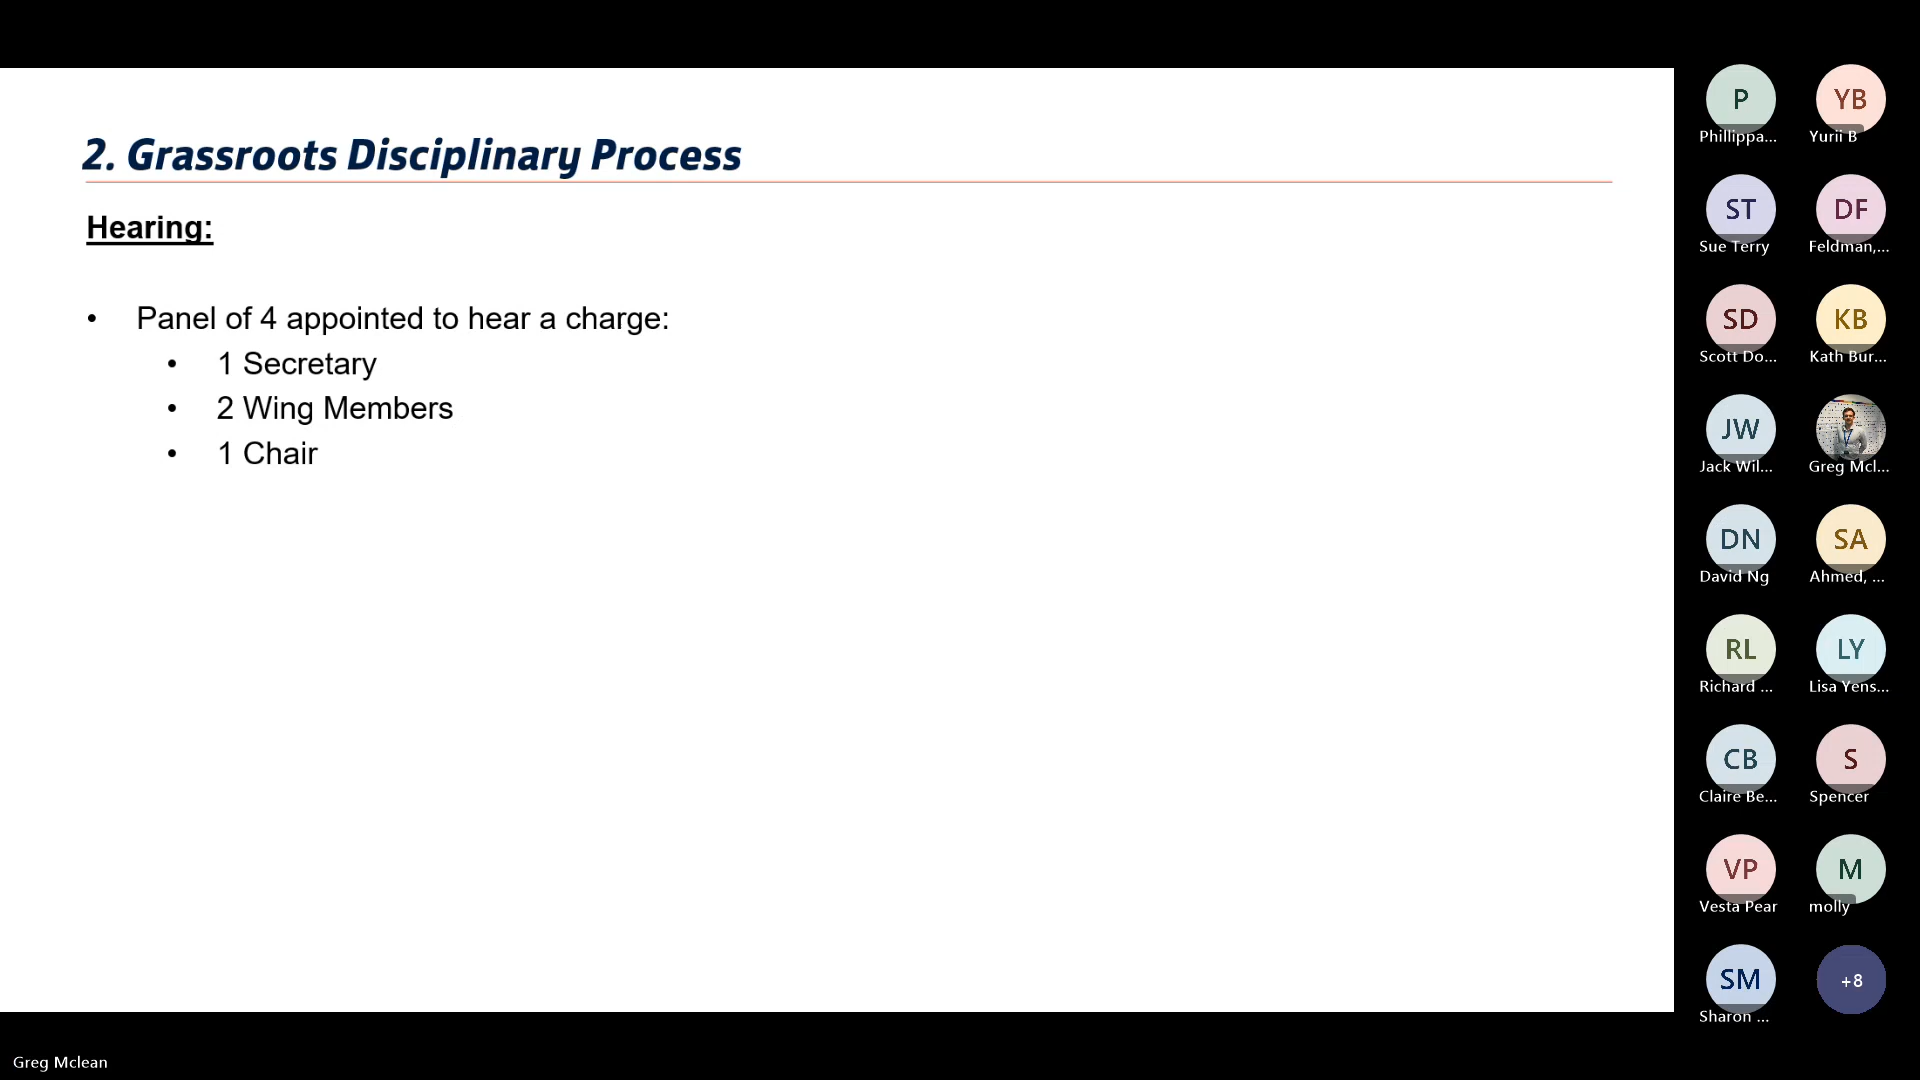 2. Grassroots Disciplinary Process
Hearing:
• Panel of 4 appointed to hear a charge:
• 1 Secretary
• 2 Wing Members
• 1 Chair
P
Phillippa...
YB
Yurii B
ST
Sue Terry
DF
Feldman,...
SD
Scott Do...
KB
Kath Bur...
JW
Jack Wil...
Greg Mcl...
DN
David Ng
SA
Ahmed, ...
RL
Richard ...
LY
Lisa Yens...
CB
Claire Be...
S
Spencer
VP
Vesta Pear
M
molly
SM
Sharon ...
+8
Greg Mclean